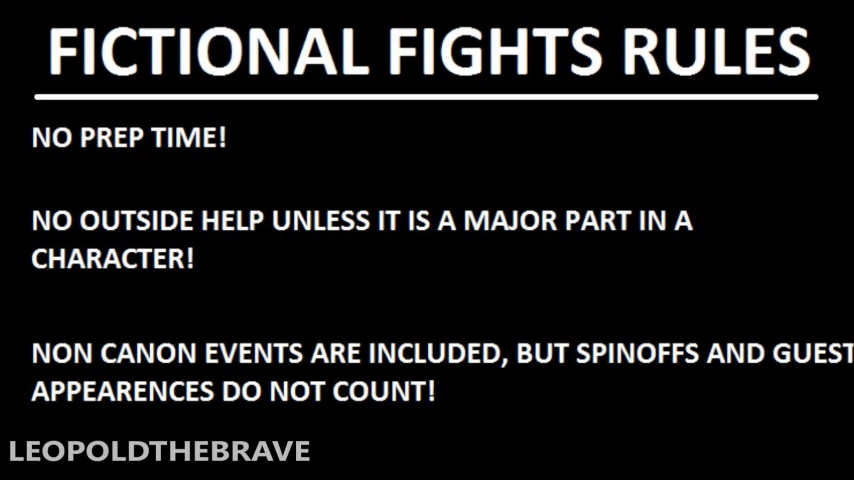 FICTIONAL FIGHTS RULES
NO PREP TIME!
NO OUTSIDE HELP UNLESS IT IS A MAJOR PART IN A
CHARACTER!
NON CANON EVENTS ARE INCLUDED, BUT SPINOFFS AND GUEST
APPEARENCES DO NOT COUNT!
LEOPOLDTHEBRAVE